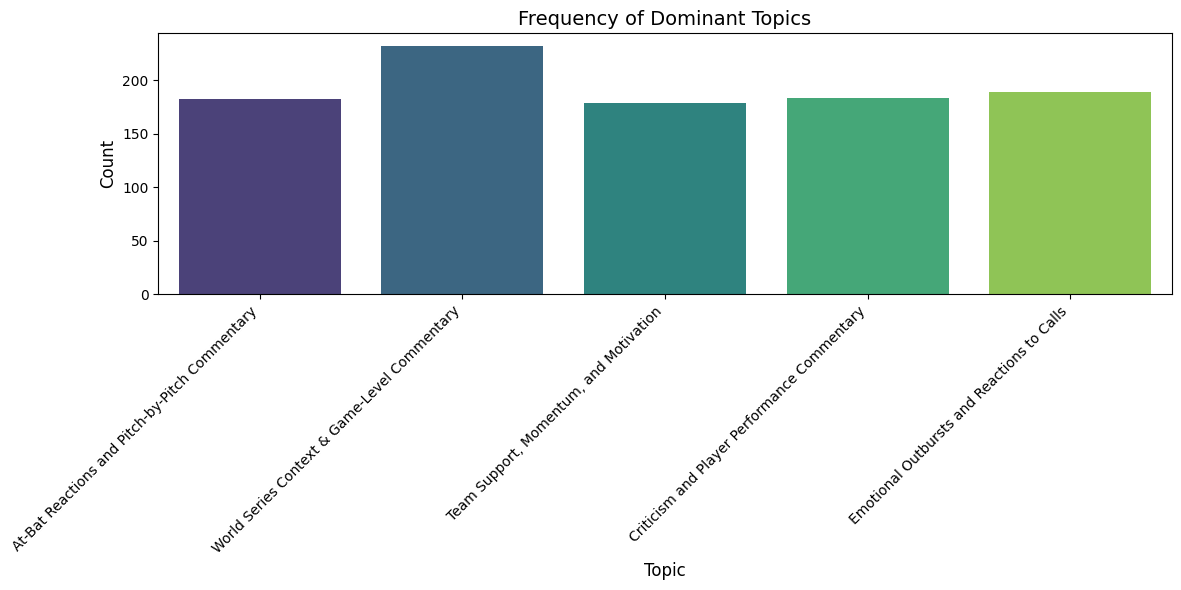 Frequency of Dominant Topics
Count
200
150
100
50
0
At-Bat Reactions and Pitch-by-Pitch Commentary
World Series Context & Game-Level Commentary
Team Support, Momentum, and Motivation
Criticism and Player Performance Commentary
Emotional Outbursts and Reactions to Calls
Topic